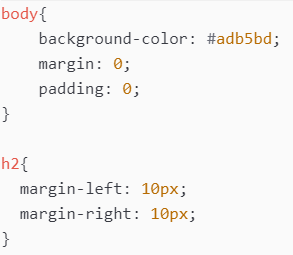 body{
    background-color: #adb5bd;
    margin: 0;
    padding: 0;
}

h2{
  margin-left: 10px;
  margin-right: 10px;
}